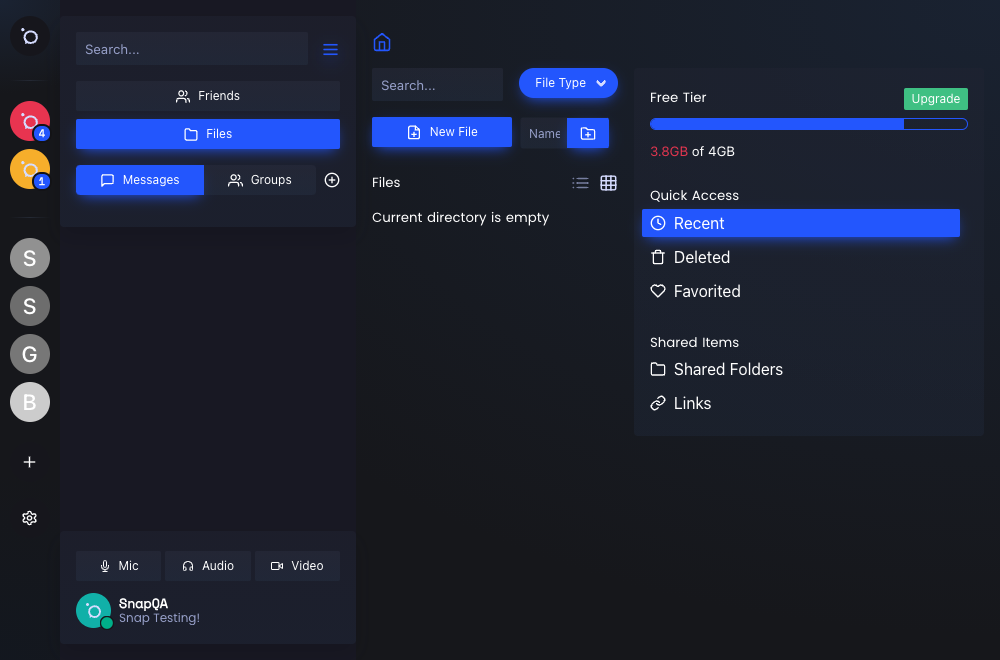 4
1
S
S
G
B
Search...
Friends
Files
Messages
Groups
Mic
Audio
Video
SnapQA
Snap Testing!
Search...
File Type
New File
Name
Files
Current directory is empty
Free Tier
Upgrade
3.8GB of 4GB
Quick Access
Recent
Deleted
Favorited
Shared Items
Shared Folders
Links